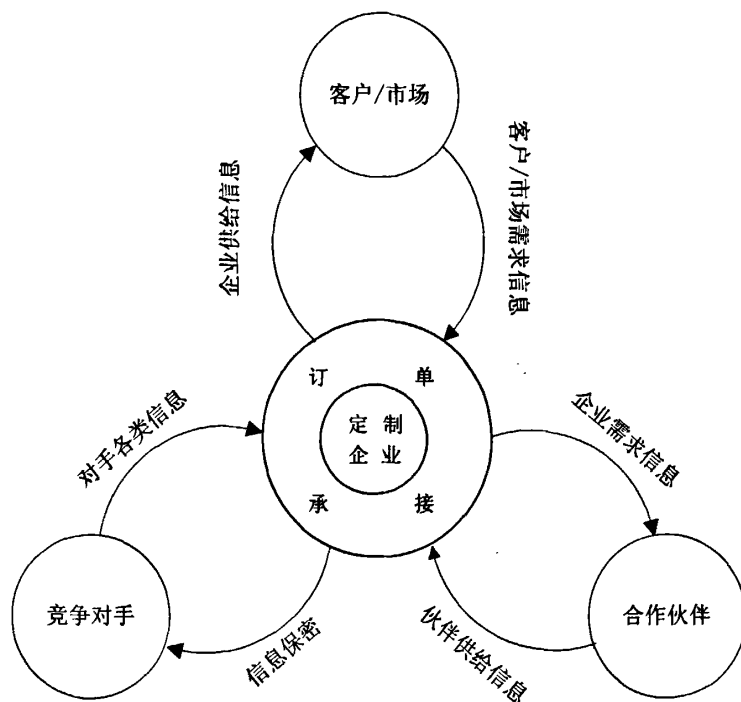 客户/市场
企业供给信息
客户/市场需求信息
订 单
定 制
企 业
承 接
对手各类信息
企业需求信息
竞争对手
合作伙伴
信息保密
伙伴供给信息